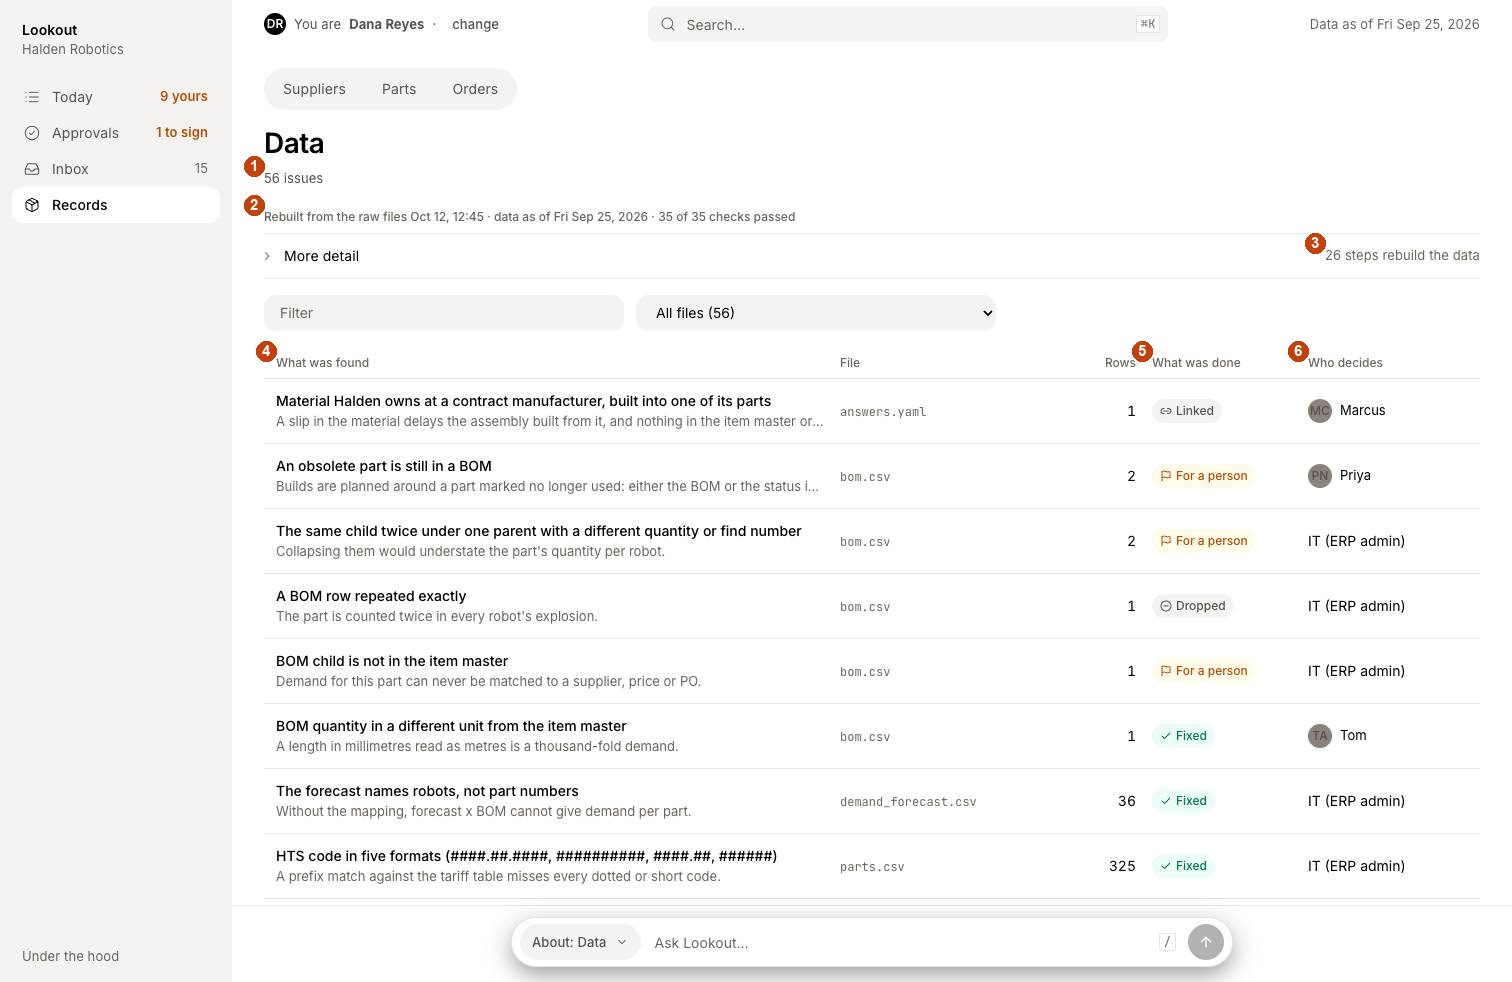 Lookout
Halden Robotics
Today 9 yours
Approvals 1 to sign
Inbox 15
Records
Under the hood
DR You are Dana Reyes · change
Search... ⌘K
Data as of Fri Sep 25, 2026
Suppliers Parts Orders
Data
1
56 issues
2
Rebuilt from the raw files Oct 12, 12:45 · data as of Fri Sep 25, 2026 · 35 of 35 checks passed
More detail
3
26 steps rebuild the data
Filter
All files (56)
4 What was found File Rows 5 What was done 6 Who decides
Material Halden owns at a contract manufacturer, built into one of its parts
A slip in the material delays the assembly built from it, and nothing in the item master or...
answers.yaml 1 Linked MC Marcus
An obsolete part is still in a BOM
Builds are planned around a part marked no longer used: either the BOM or the status i...
bom.csv 2 For a person PN Priya
The same child twice under one parent with a different quantity or find number
Collapsing them would understate the part's quantity per robot.
bom.csv 2 For a person IT (ERP admin)
A BOM row repeated exactly
The part is counted twice in every robot's explosion.
bom.csv 1 Dropped IT (ERP admin)
BOM child is not in the item master
Demand for this part can never be matched to a supplier, price or PO.
bom.csv 1 For a person IT (ERP admin)
BOM quantity in a different unit from the item master
A length in millimetres read as metres is a thousand-fold demand.
bom.csv 1 Fixed TA Tom
The forecast names robots, not part numbers
Without the mapping, forecast x BOM cannot give demand per part.
demand_forecast.csv 36 Fixed IT (ERP admin)
HTS code in five formats (####.##.####, ##########, ####.##, ######)
A prefix match against the tariff table misses every dotted or short code.
parts.csv 325 Fixed IT (ERP admin)
About: Data Ask Lookout... /